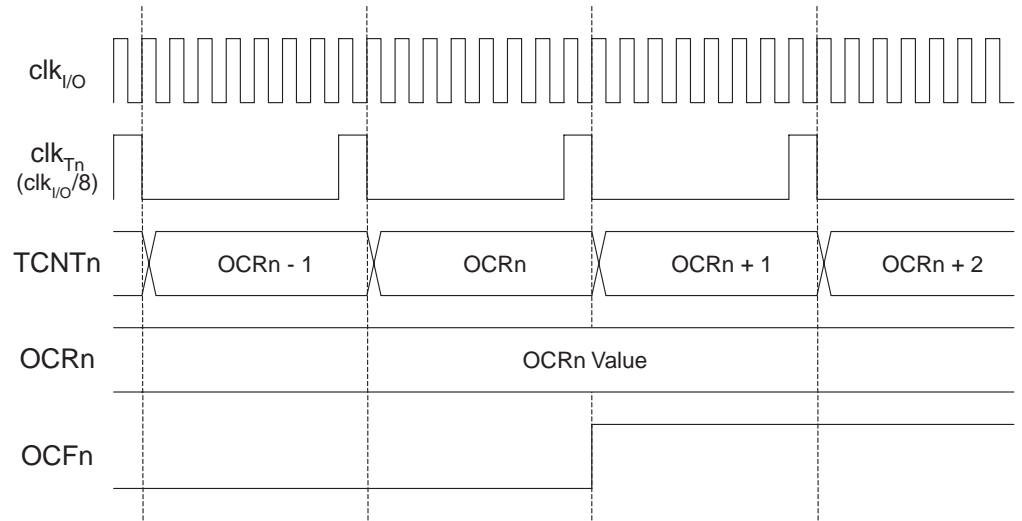 clkI/O
clkTn
(clkI/O/8)
TCNTn
OCRn - 1
OCRn
OCRn + 1
OCRn + 2
OCRn
OCRn Value
OCFn